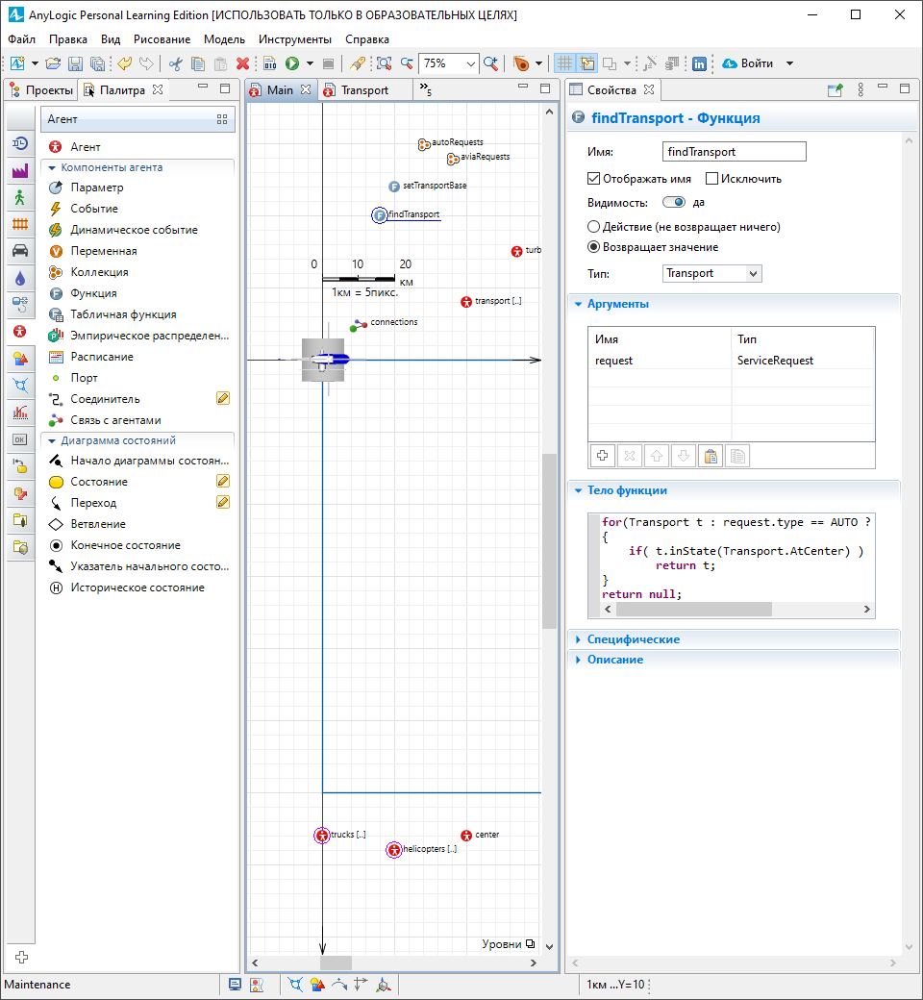 AnyLogic Personal Learning Edition [ИСПОЛЬЗОВАТЬ ТОЛЬКО В ОБРАЗОВАТЕЛЬНЫХ ЦЕЛЯХ]
Файл Правка Вид Рисование Модель Инструменты Справка
75% Войти
Проекты Палитра
Агент
Агент
Компоненты агента
Параметр
Событие
Динамическое событие
Переменная
Коллекция
Функция
Табличная функция
Эмпирическое распределен...
Расписание
Порт
Соединитель
Связь с агентами
Диаграмма состояний
Начало диаграммы состоян...
Состояние
Переход
Ветвление
Конечное состояние
Указатель начального состо...
Историческое состояние
Main Transport »5
autoRequests
aviaRequests
setTransportBase
findTransport
turb
0 10 20
км
1км = 5пикс.
transport [..]
connections
trucks [..]
center
helicopters [..]
Уровни
Свойства
findTransport - Функция
Имя: findTransport
Отображать имя Исключить
Видимость: да
Действие (не возвращает ничего)
Возвращает значение
Тип: Transport
Аргументы
Имя Тип
request ServiceRequest
Тело функции
for(Transport t : request.type == AUTO ?
{
if( t.inState(Transport.AtCenter) )
return t;
}
return null;
Специфические
Описание
Maintenance
1км ...Y=10